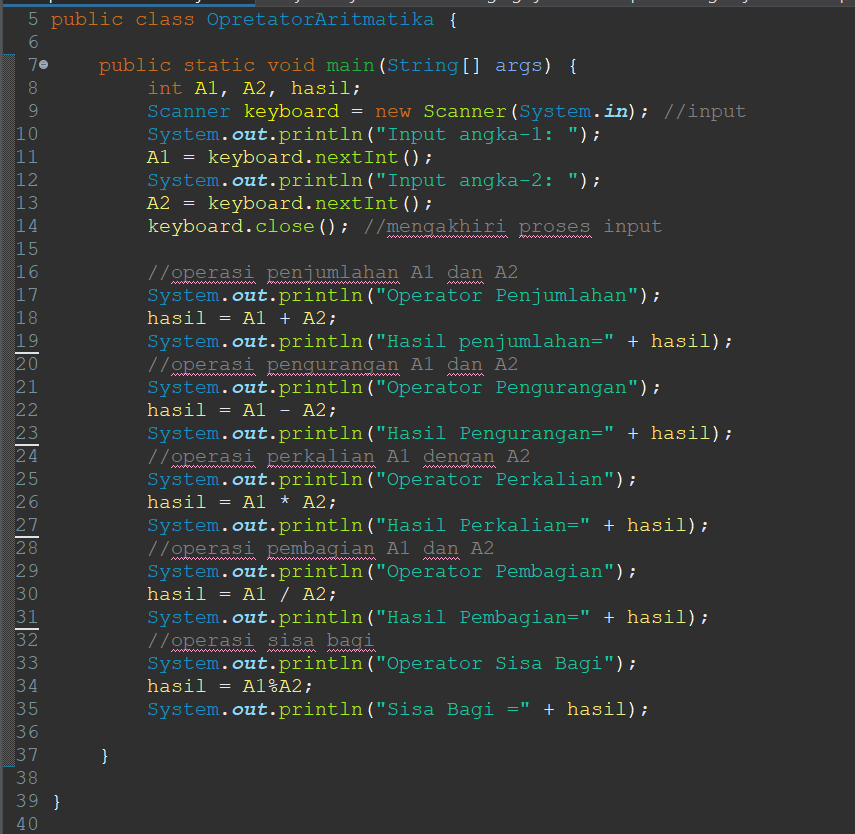 5 public class OpretatorAritmatika {
6
7 public static void main(String[] args) {
8 int A1, A2, hasil;
9 Scanner keyboard = new Scanner(System.in); //input
10 System.out.println("Input angka-1: ");
11 A1 = keyboard.nextInt();
12 System.out.println("Input angka-2: ");
13 A2 = keyboard.nextInt();
14 keyboard.close(); //mengakhiri proses input
15
16 //operasi penjumlahan A1 dan A2
17 System.out.println("Operator Penjumlahan");
18 hasil = A1 + A2;
19 System.out.println("Hasil penjumlahan=" + hasil);
20 //operasi pengurangan A1 dan A2
21 System.out.println("Operator Pengurangan");
22 hasil = A1 - A2;
23 System.out.println("Hasil Pengurangan=" + hasil);
24 //operasi perkalian A1 dengan A2
25 System.out.println("Operator Perkalian");
26 hasil = A1 * A2;
27 System.out.println("Hasil Perkalian=" + hasil);
28 //operasi pembagian A1 dan A2
29 System.out.println("Operator Pembagian");
30 hasil = A1 / A2;
31 System.out.println("Hasil Pembagian=" + hasil);
32 //operasi sisa bagi
33 System.out.println("Operator Sisa Bagi");
34 hasil = A1%A2;
35 System.out.println("Sisa Bagi =" + hasil);
36
37 }
38
39 }
40